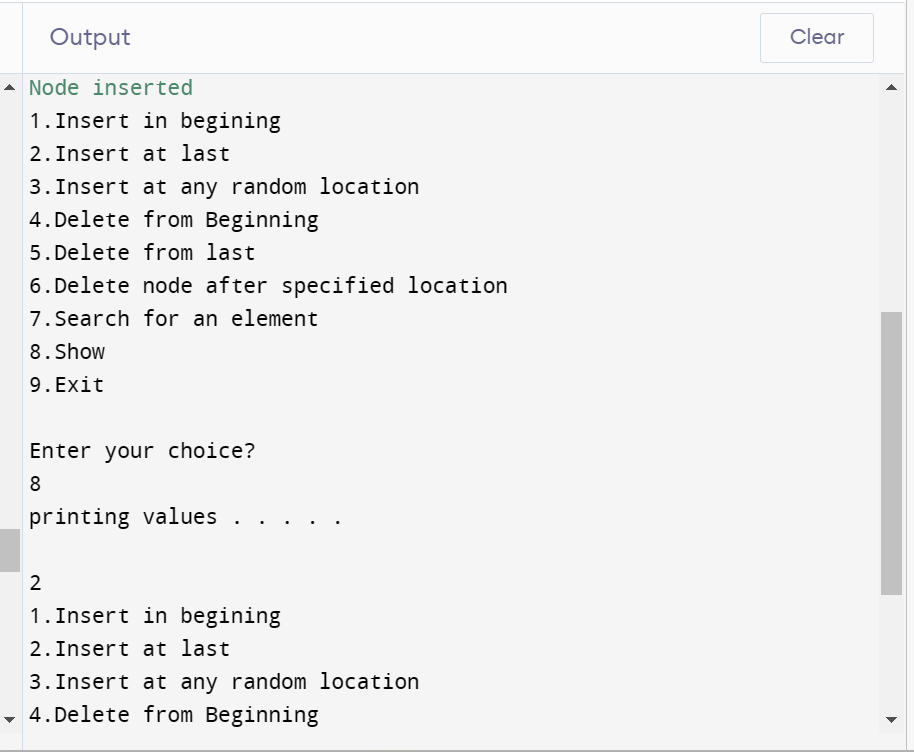 Output
Clear
Node inserted
1.Insert in begining
2.Insert at last
3.Insert at any random location
4.Delete from Beginning
5.Delete from last
6.Delete node after specified location
7.Search for an element
8.Show
9.Exit
Enter your choice?
8
printing values . . . . .
2
1.Insert in begining
2.Insert at last
3.Insert at any random location
4.Delete from Beginning